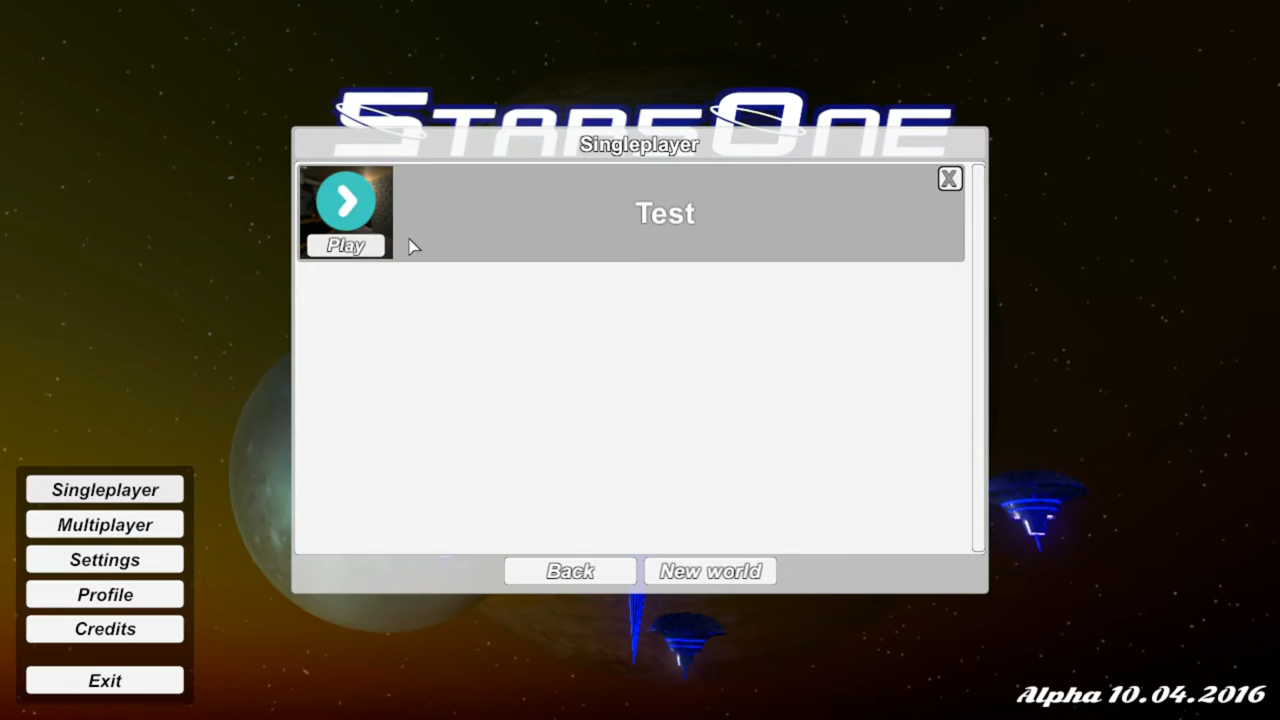 StarsOne
Singleplayer
X
Test
Play
Back
New world
Singleplayer
Multiplayer
Settings
Profile
Credits
Exit
Alpha 10.04.2016